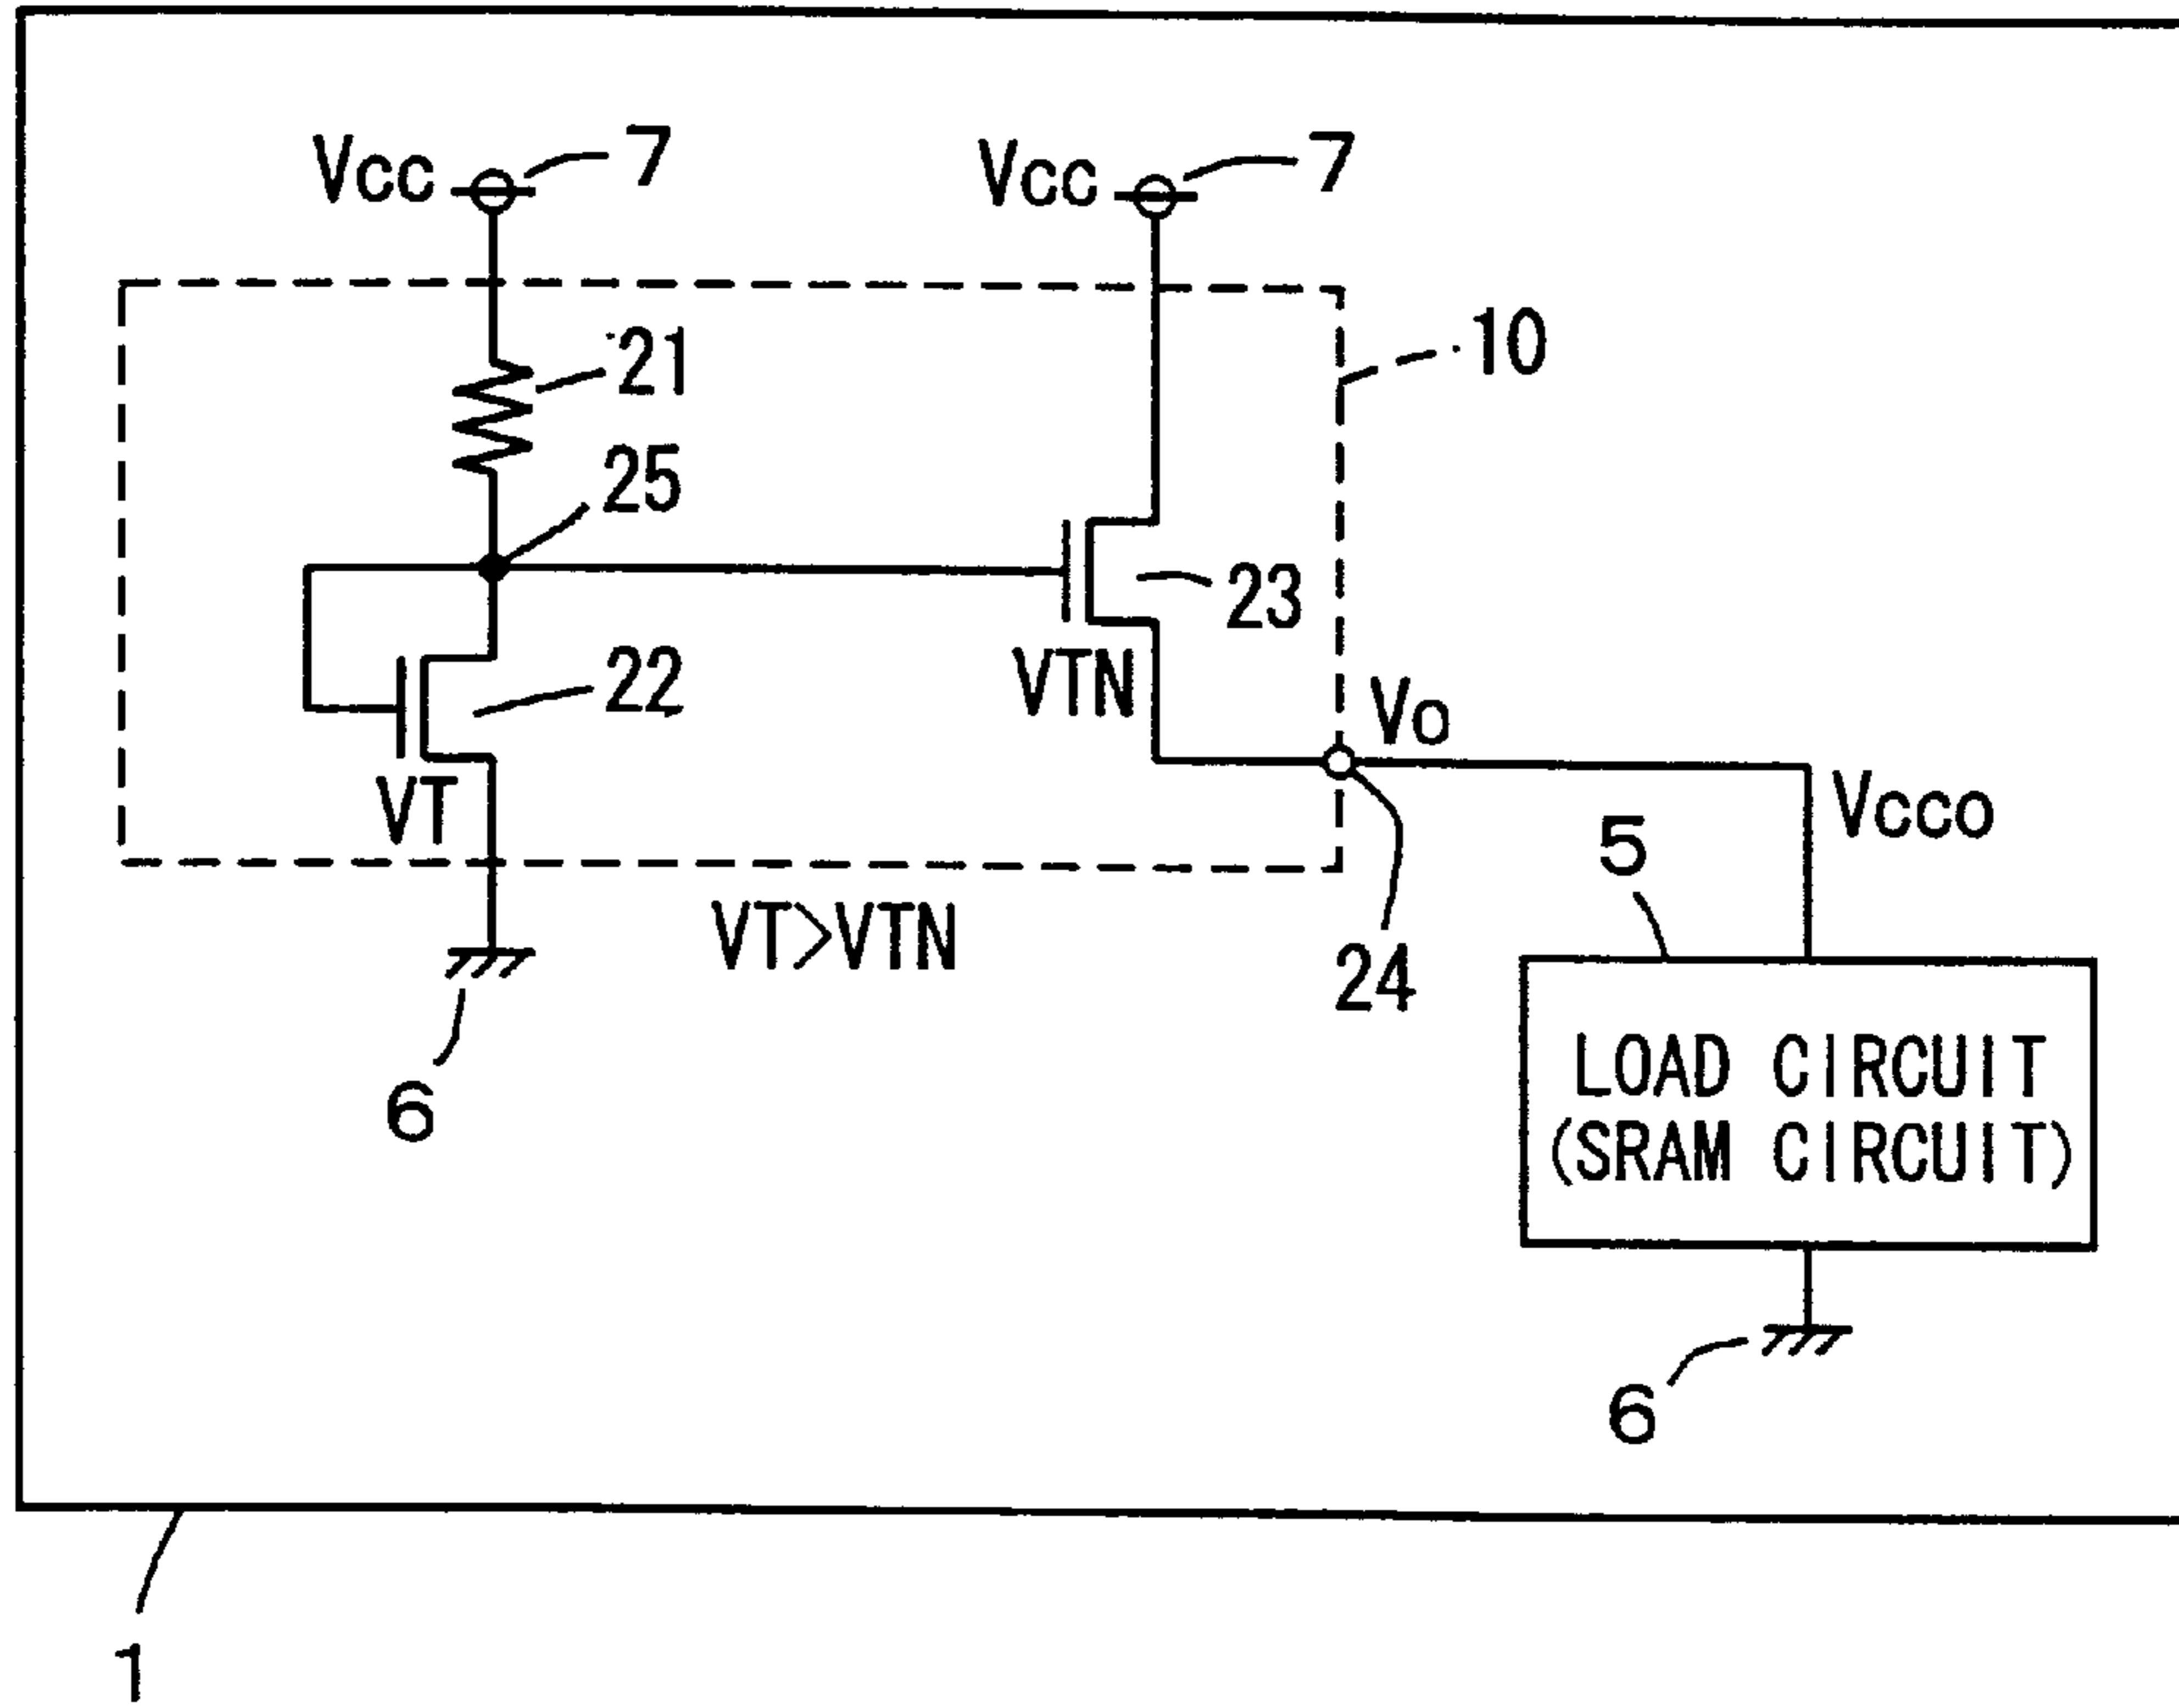 Vcc
7
Vcc
7
21
10
25
23
22
VTN
Vo
VT
Vcco
5
VT>VTN
24
6
LOAD CIRCUIT
(SRAM CIRCUIT)
6
1